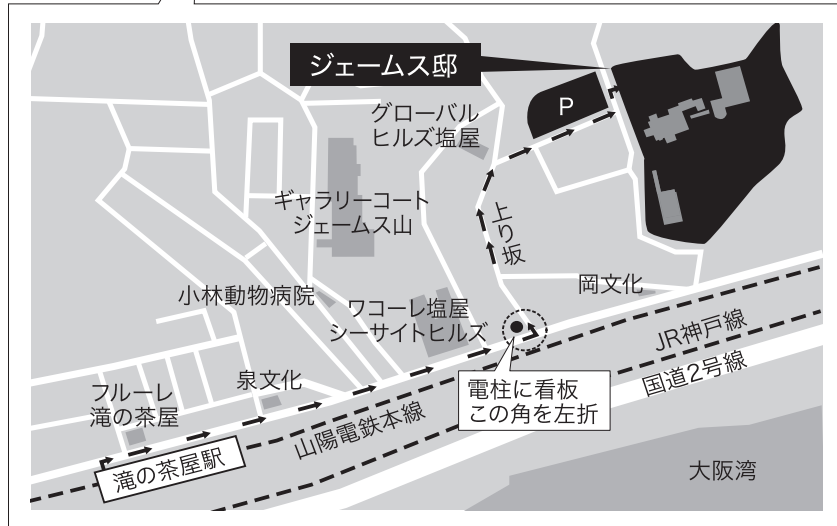 ジェームス邸
P
グローバル
ヒルズ塩屋
ギャラリーコート
ジェームス山
上り坂
小林動物病院
ワコーレ塩屋
シーサイトヒルズ
岡文化
JR神戸線
国道2号線
フルーレ
滝の茶屋
泉文化
電柱に看板
この角を左折
山陽電鉄本線
滝の茶屋駅
大阪湾